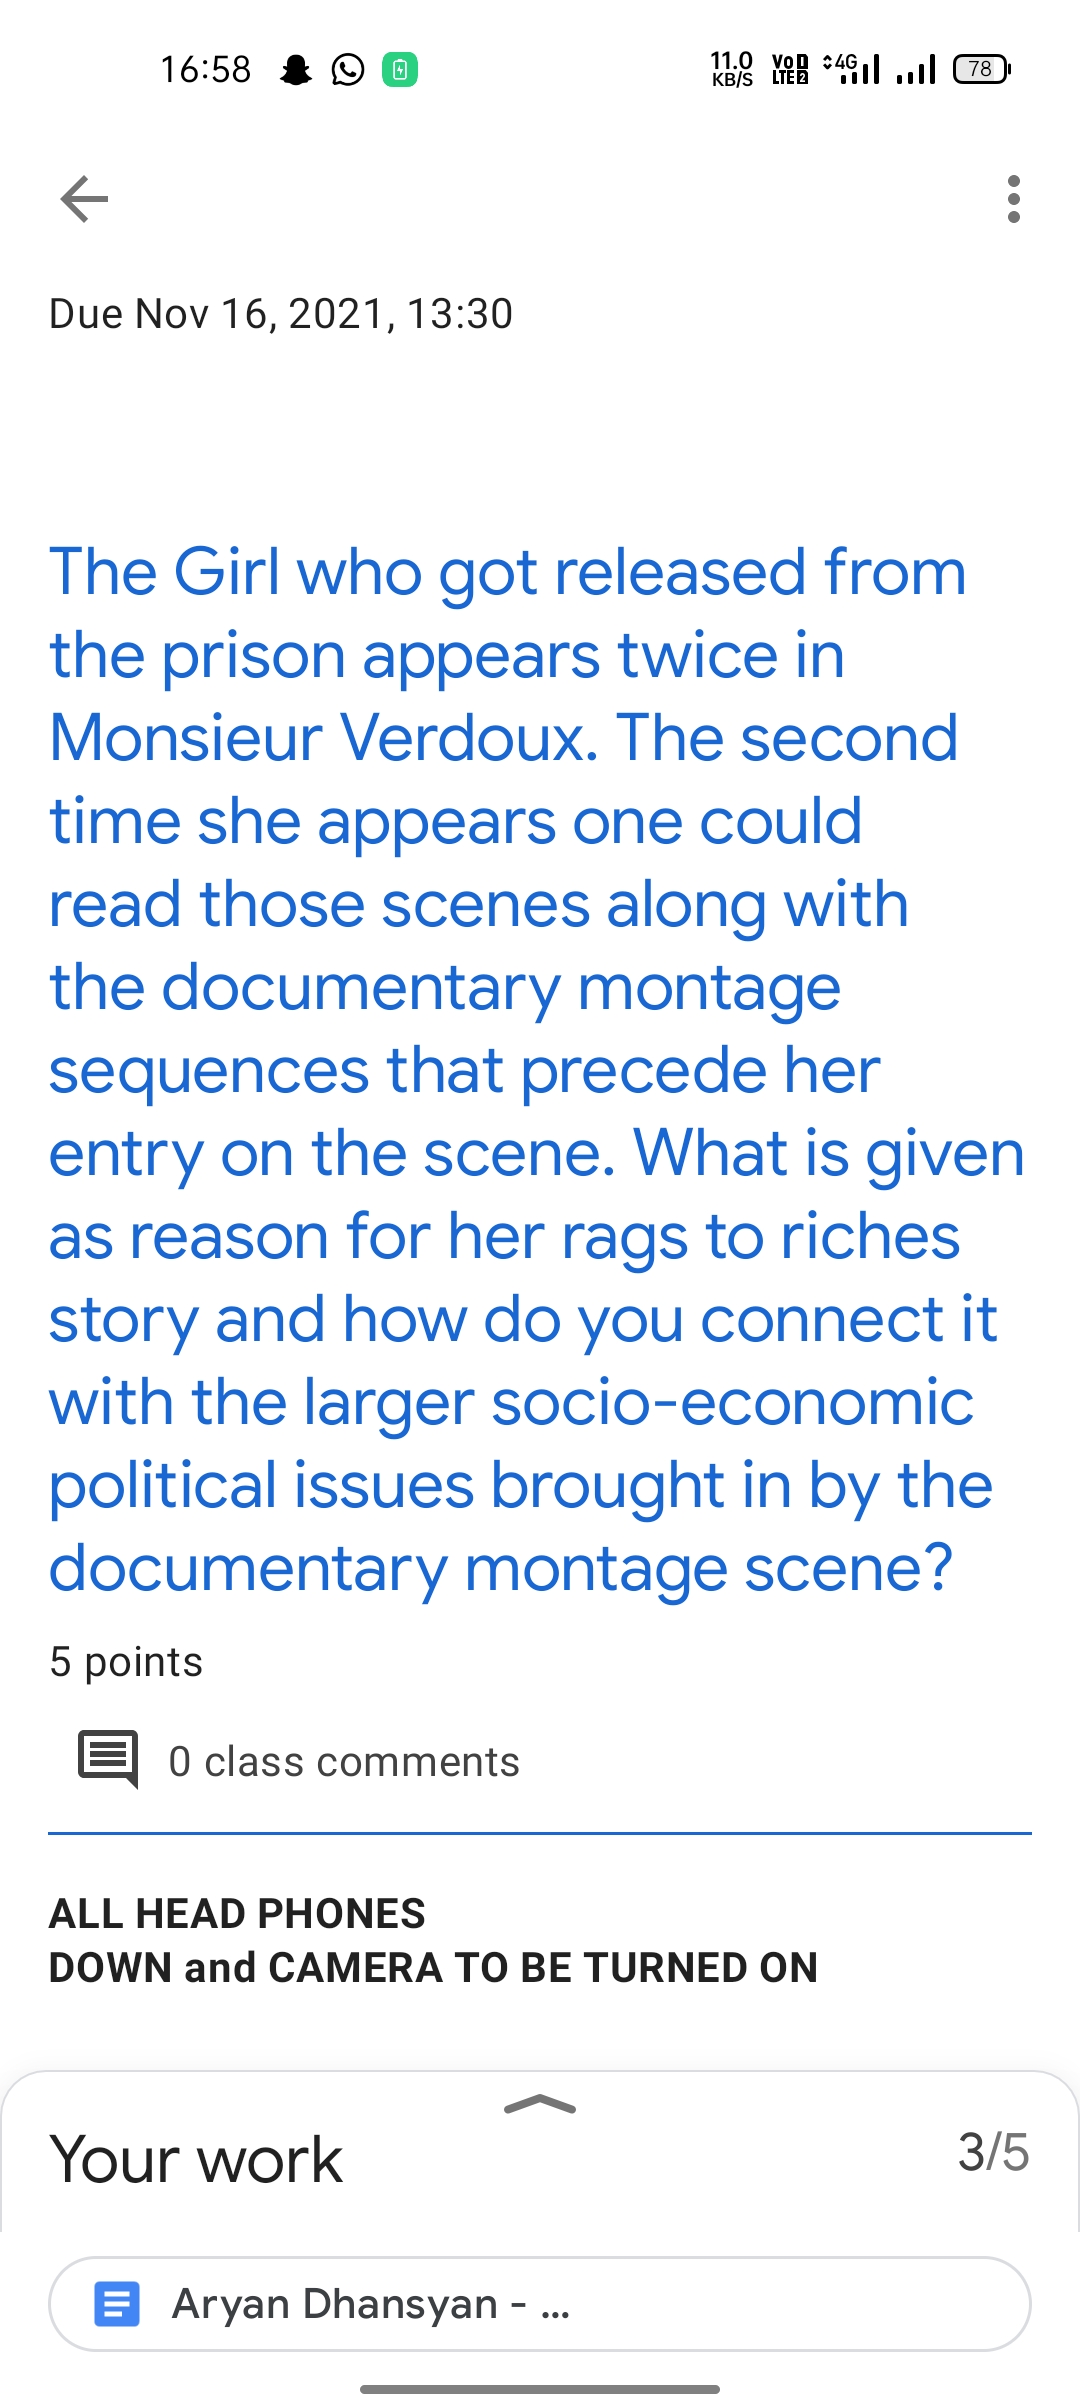 16:58
11.0 KB/S
Vo LTE 2
4G
78
Due Nov 16, 2021, 13:30
The Girl who got released from
the prison appears twice in
Monsieur Verdoux. The second
time she appears one could
read those scenes along with
the documentary montage
sequences that precede her
entry on the scene. What is given
as reason for her rags to riches
story and how do you connect it
with the larger socio-economic
political issues brought in by the
documentary montage scene?
5 points
0 class comments
ALL HEAD PHONES
DOWN and CAMERA TO BE TURNED ON
Your work
3/5
Aryan Dhansyan - ...